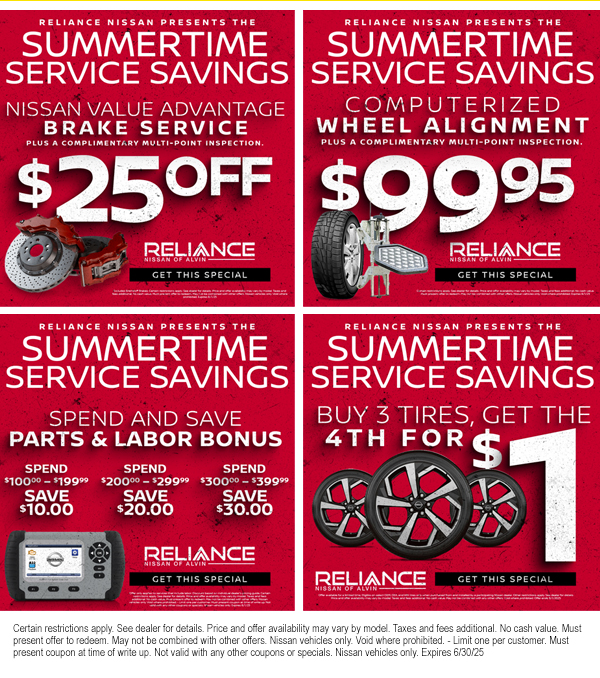 RELIANCE NISSAN PRESENTS THE
SUMMERTIME
SERVICE SAVINGS
NISSAN VALUE ADVANTAGE
BRAKE SERVICE
PLUS A COMPLIMENTARY MULTI-POINT INSPECTION.
$25 OFF
RELIANCE
NISSAN OF ALVIN
GET THIS SPECIAL
RELIANCE NISSAN PRESENTS THE
SUMMERTIME
SERVICE SAVINGS
COMPUTERIZED
WHEEL ALIGNMENT
PLUS A COMPLIMENTARY MULTI-POINT INSPECTION.
$99 95
RELIANCE
NISSAN OF ALVIN
GET THIS SPECIAL
RELIANCE NISSAN PRESENTS THE
SUMMERTIME
SERVICE SAVINGS
SPEND AND SAVE
PARTS & LABOR BONUS
SPEND SPEND SPEND
$100⁰⁰ – $199⁹⁹ $200⁰⁰ – $299⁹⁹ $300⁰⁰ – $399⁹⁹
SAVE SAVE SAVE
$10.00 $20.00 $30.00
RELIANCE
NISSAN OF ALVIN
GET THIS SPECIAL
RELIANCE NISSAN PRESENTS THE
SUMMERTIME
SERVICE SAVINGS
BUY 3 TIRES, GET THE
4TH FOR $1
RELIANCE
NISSAN OF ALVIN
GET THIS SPECIAL
Certain restrictions apply. See dealer for details. Price and offer availability may vary by model. Taxes and fees additional. No cash value. Must
present offer to redeem. May not be combined with other offers. Nissan vehicles only. Void where prohibited. - Limit one per customer. Must
present coupon at time of write up. Not valid with any other coupons or specials. Nissan vehicles only. Expires 6/30/25